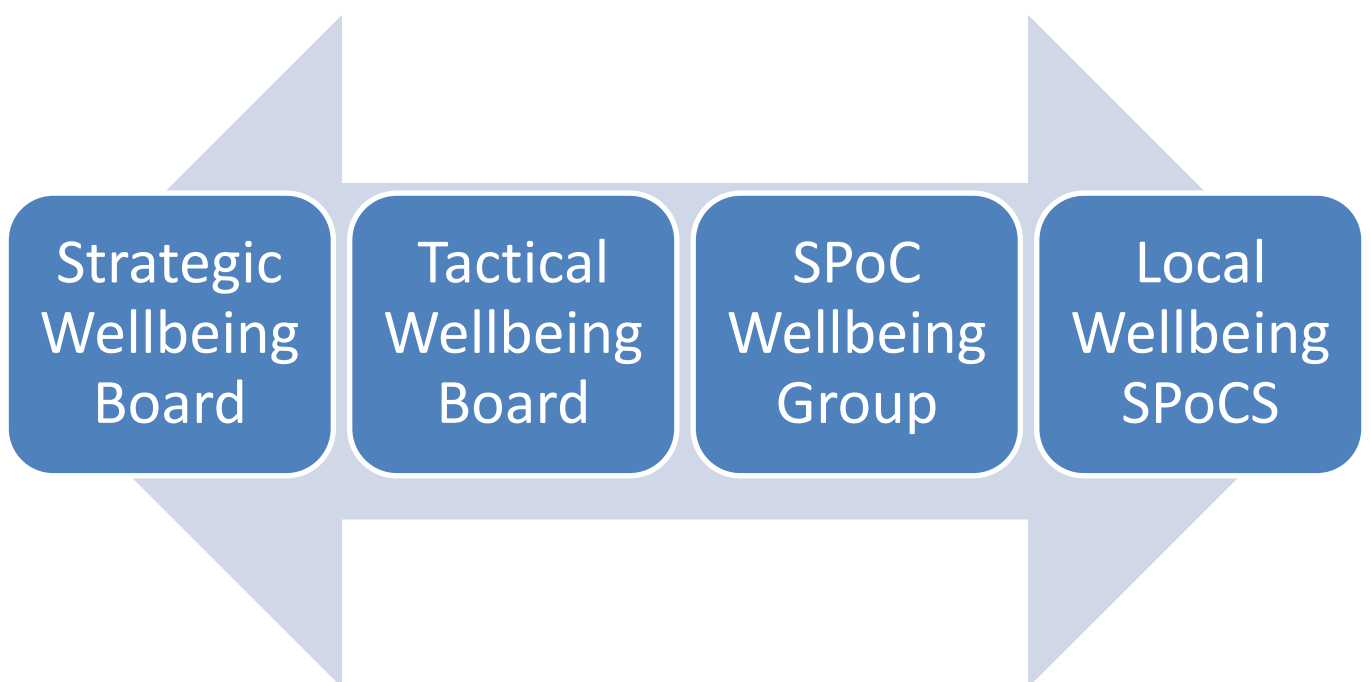 Strategic
Wellbeing
Board
Tactical
Wellbeing
Board
SPoC
Wellbeing
Group
Local
Wellbeing
SPoCS